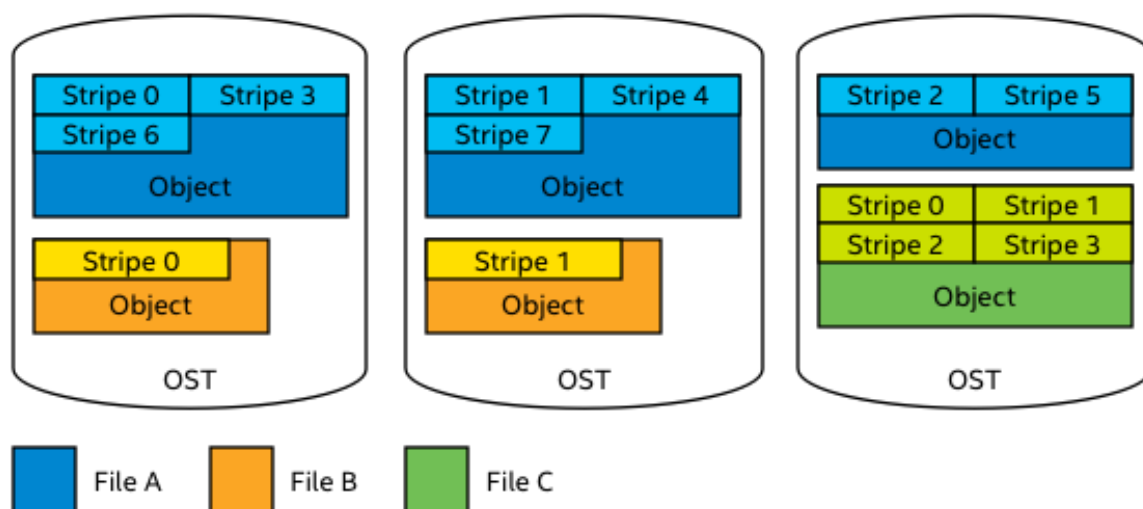 Stripe 0 Stripe 3
Stripe 6
Object
Stripe 0
Object
OST
Stripe 1 Stripe 4
Stripe 7
Object
Stripe 1
Object
OST
Stripe 2 Stripe 5
Object
Stripe 0 Stripe 1
Stripe 2 Stripe 3
Object
OST
File A File B File C